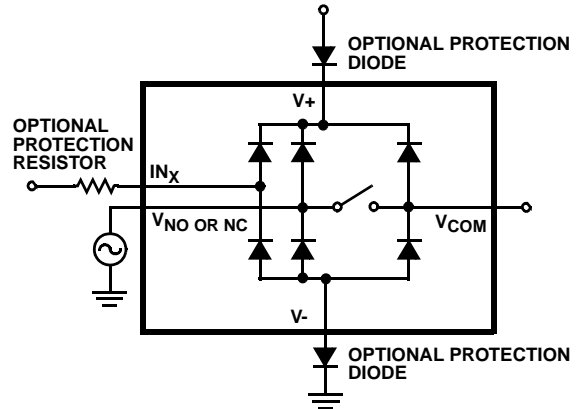 OPTIONAL PROTECTION
DIODE
V+
OPTIONAL
PROTECTION
RESISTOR
INX
VNO OR NC
VCOM
V-
OPTIONAL PROTECTION
DIODE